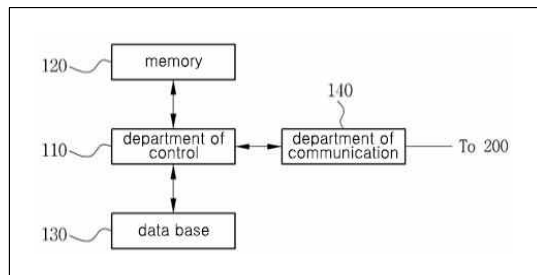 120
memory
140
110
department of
control
department of
communication
To 200
130
data base